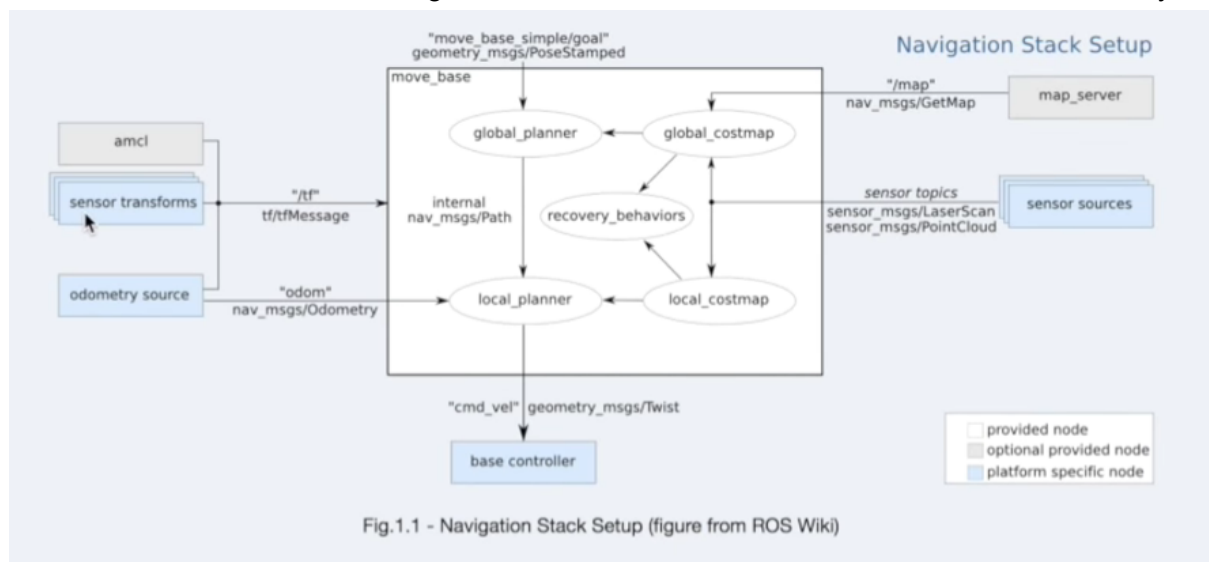 "move_base_simple/goal"
geometry_msgs/PoseStamped
Navigation Stack Setup
move_base
"/map"
nav_msgs/GetMap
map_server
global_planner
global_costmap
amcl
sensor transforms
"/tf"
tf/tfMessage
internal
nav_msgs/Path
recovery_behaviors
sensor topics
sensor_msgs/LaserScan
sensor_msgs/PointCloud
sensor sources
odometry source
"odom"
nav_msgs/Odometry
local_planner
local_costmap
"cmd_vel" geometry_msgs/Twist
base controller
provided node
optional provided node
platform specific node
Fig.1.1 - Navigation Stack Setup (figure from ROS Wiki)